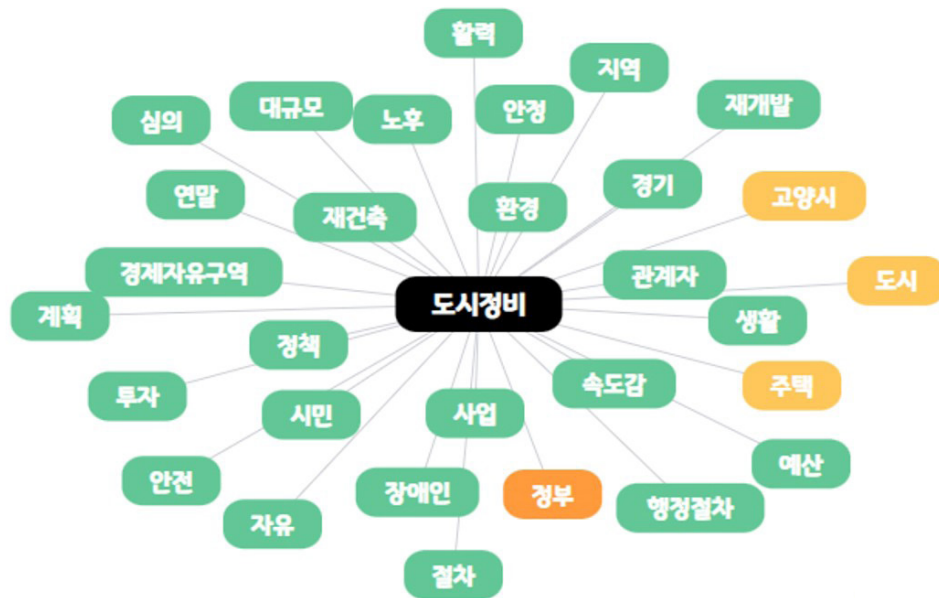 활력
지역
대규모
노후
안정
재개발
심의
연말
재건축
환경
경기
고양시
경제자유구역
관계자
도시
계획
도시정비
생활
정책
투자
시민
사업
속도감
주택
안전
장애인
정부
행정절차
예산
자유
절차